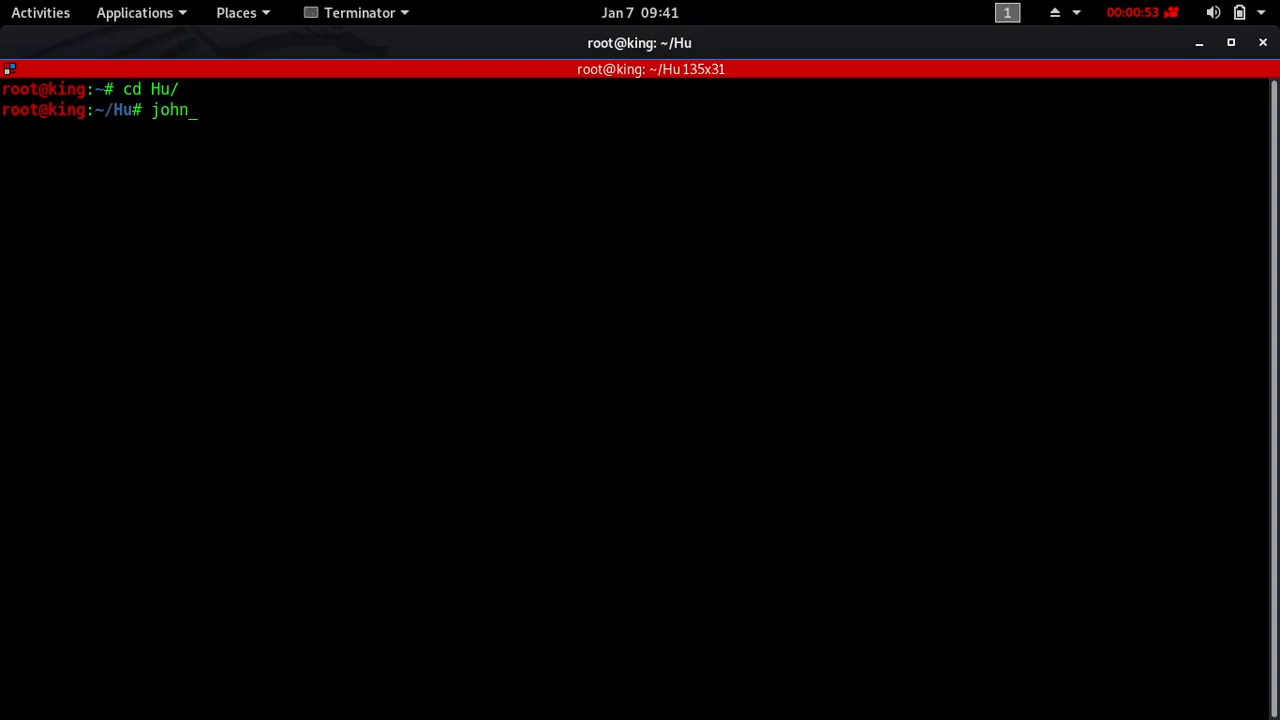 Activities Applications Places Terminator Jan 7 09:41 1 00:00:53
root@king: ~/Hu
root@king: ~/Hu 135x31
root@king:~# cd Hu/
root@king:~/Hu# john_